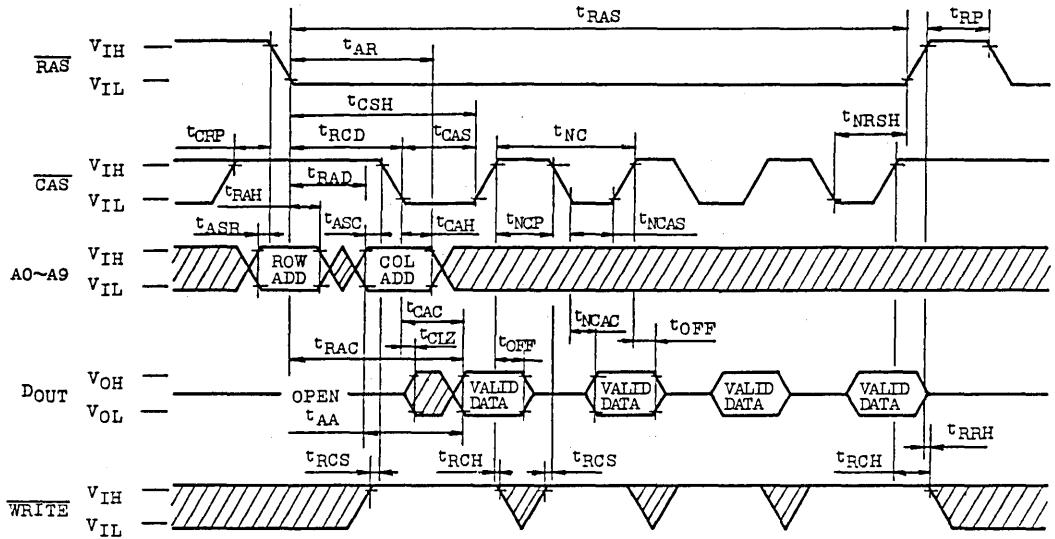 tRAS
tRP
RAS
VIH
VIL
tAR
tCSH
tCRP
tRCD
tCAS
tNC
tNRSH
CAS
VIH
VIL
tRAD
tRAH
tASR
tASC
tCAH
tNCP
tNCAS
A0~A9
VIH
VIL
ROW ADD
COL ADD
tCAC
tCLZ
tRAC
tOFF
tNCAC
tOFF
DOUT
VOH
VOL
OPEN
VALID DATA
VALID DATA
VALID DATA
VALID DATA
tAA
tRRH
tRCS
tRCH
tRCS
tRCH
WRITE
VIH
VIL